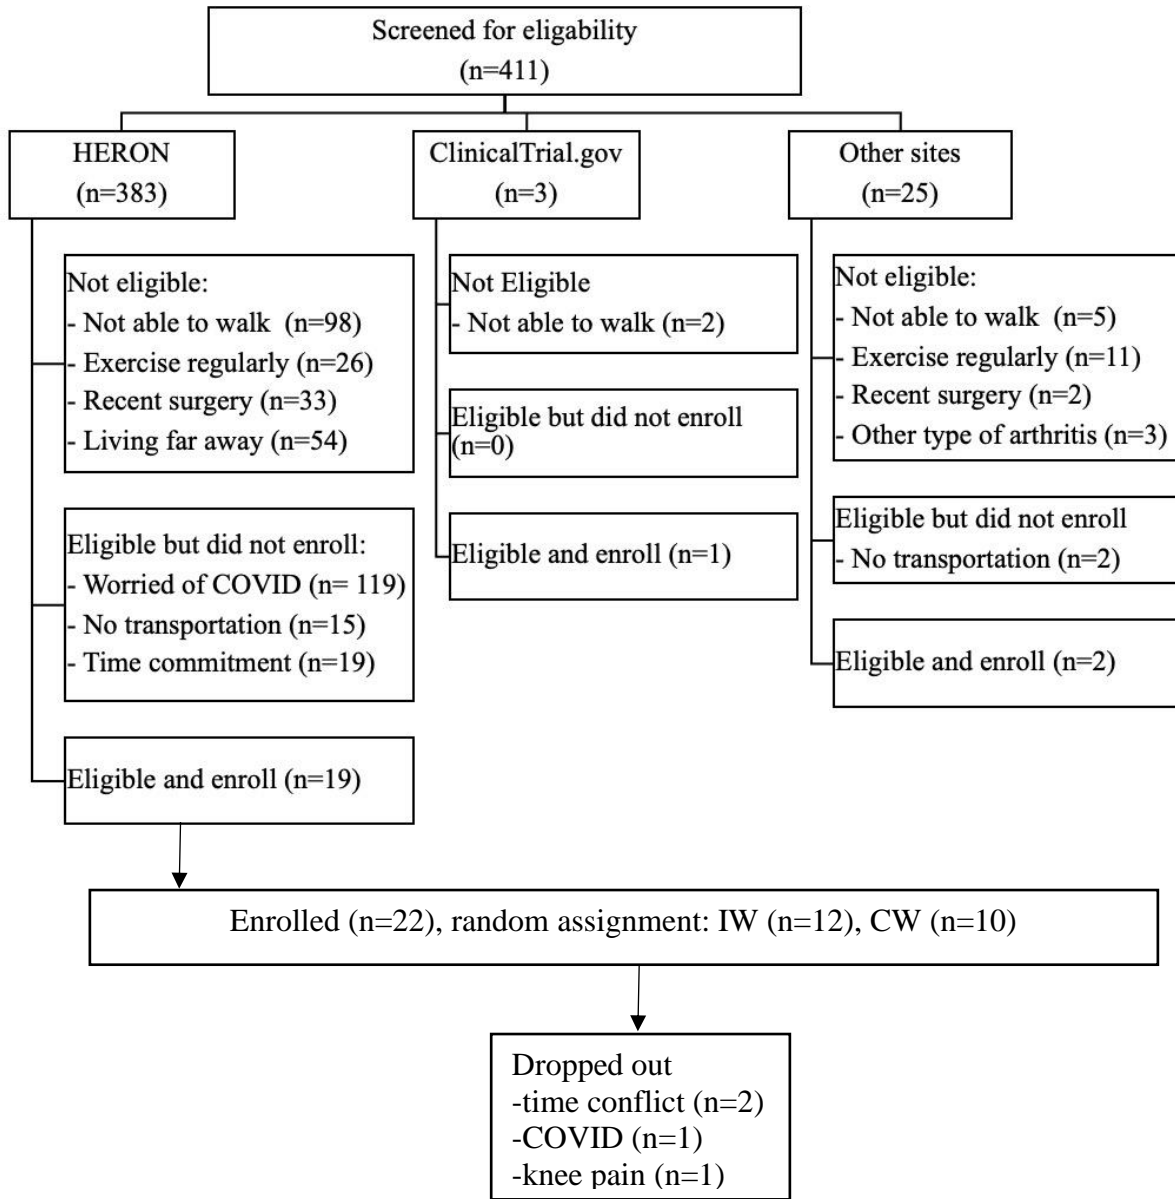 Screened for eligability
(n=411)
HERON
(n=383)
ClinicalTrial.gov
(n=3)
Other sites
(n=25)
Not eligible:
- Not able to walk  (n=98)
- Exercise regularly (n=26)
- Recent surgery (n=33)
- Living far away (n=54)
Eligible but did not enroll:
- Worried of COVID (n= 119)
- No transportation (n=15)
- Time commitment (n=19)
Eligible and enroll (n=19)
Not Eligible
- Not able to walk (n=2)
Eligible but did not enroll
(n=0)
Eligible and enroll (n=1)
Not eligible:
- Not able to walk  (n=5)
- Exercise regularly (n=11)
- Recent surgery (n=2)
- Other type of arthritis (n=3)
Eligible but did not enroll
- No transportation (n=2)
Eligible and enroll (n=2)
Enrolled (n=22), random assignment: IW (n=12), CW (n=10)
Dropped out
-time conflict (n=2)
-COVID (n=1)
-knee pain (n=1)